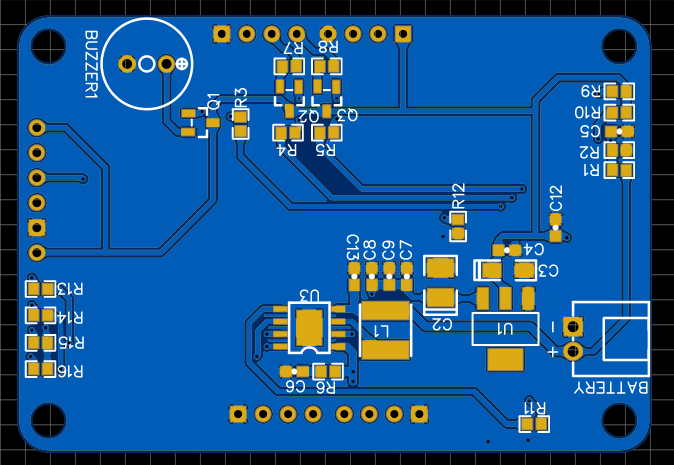 R7
R8
BUZZER1
Q1
R3
R9
R10
C5
R2
R1
Q2
Q3
R4
R5
R12
C12
C13
C8
C9
C7
C4
C3
R13
R14
R15
R16
U3
L1
C2
U1
−
+
BATTERY
C6
R6
R11